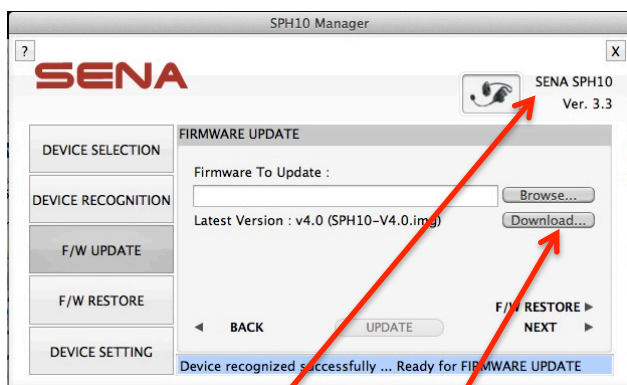 SPH10 Manager
?
X
SENA
SENA SPH10
Ver. 3.3
DEVICE SELECTION
DEVICE RECOGNITION
F/W UPDATE
F/W RESTORE
DEVICE SETTING
FIRMWARE UPDATE
Firmware To Update :
Browse...
Latest Version : v4.0 (SPH10-V4.0.img)
Download...
F/W RESTORE ▶
◀ BACK
UPDATE
NEXT ▶
Device recognized successfully ... Ready for FIRMWARE UPDATE